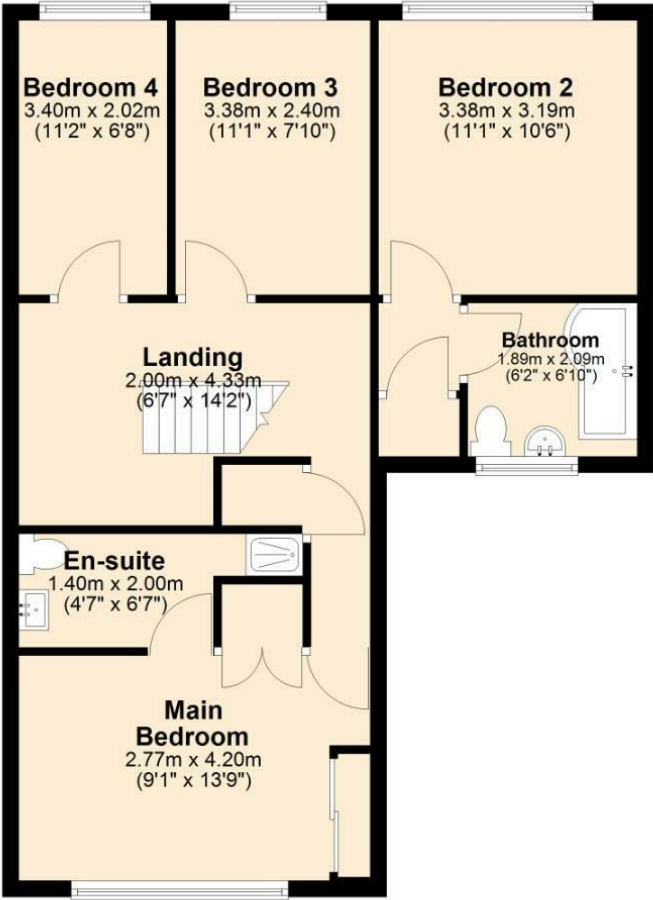 Bedroom 4
3.40m x 2.02m
(11'2" x 6'8")
Bedroom 3
3.38m x 2.40m
(11'1" x 7'10")
Bedroom 2
3.38m x 3.19m
(11'1" x 10'6")
Bathroom
1.89m x 2.09m
(6'2" x 6'10")
Landing
2.00m x 4.33m
(6'7" x 14'2")
En-suite
1.40m x 2.00m
(4'7" x 6'7")
Main
Bedroom
2.77m x 4.20m
(9'1" x 13'9")